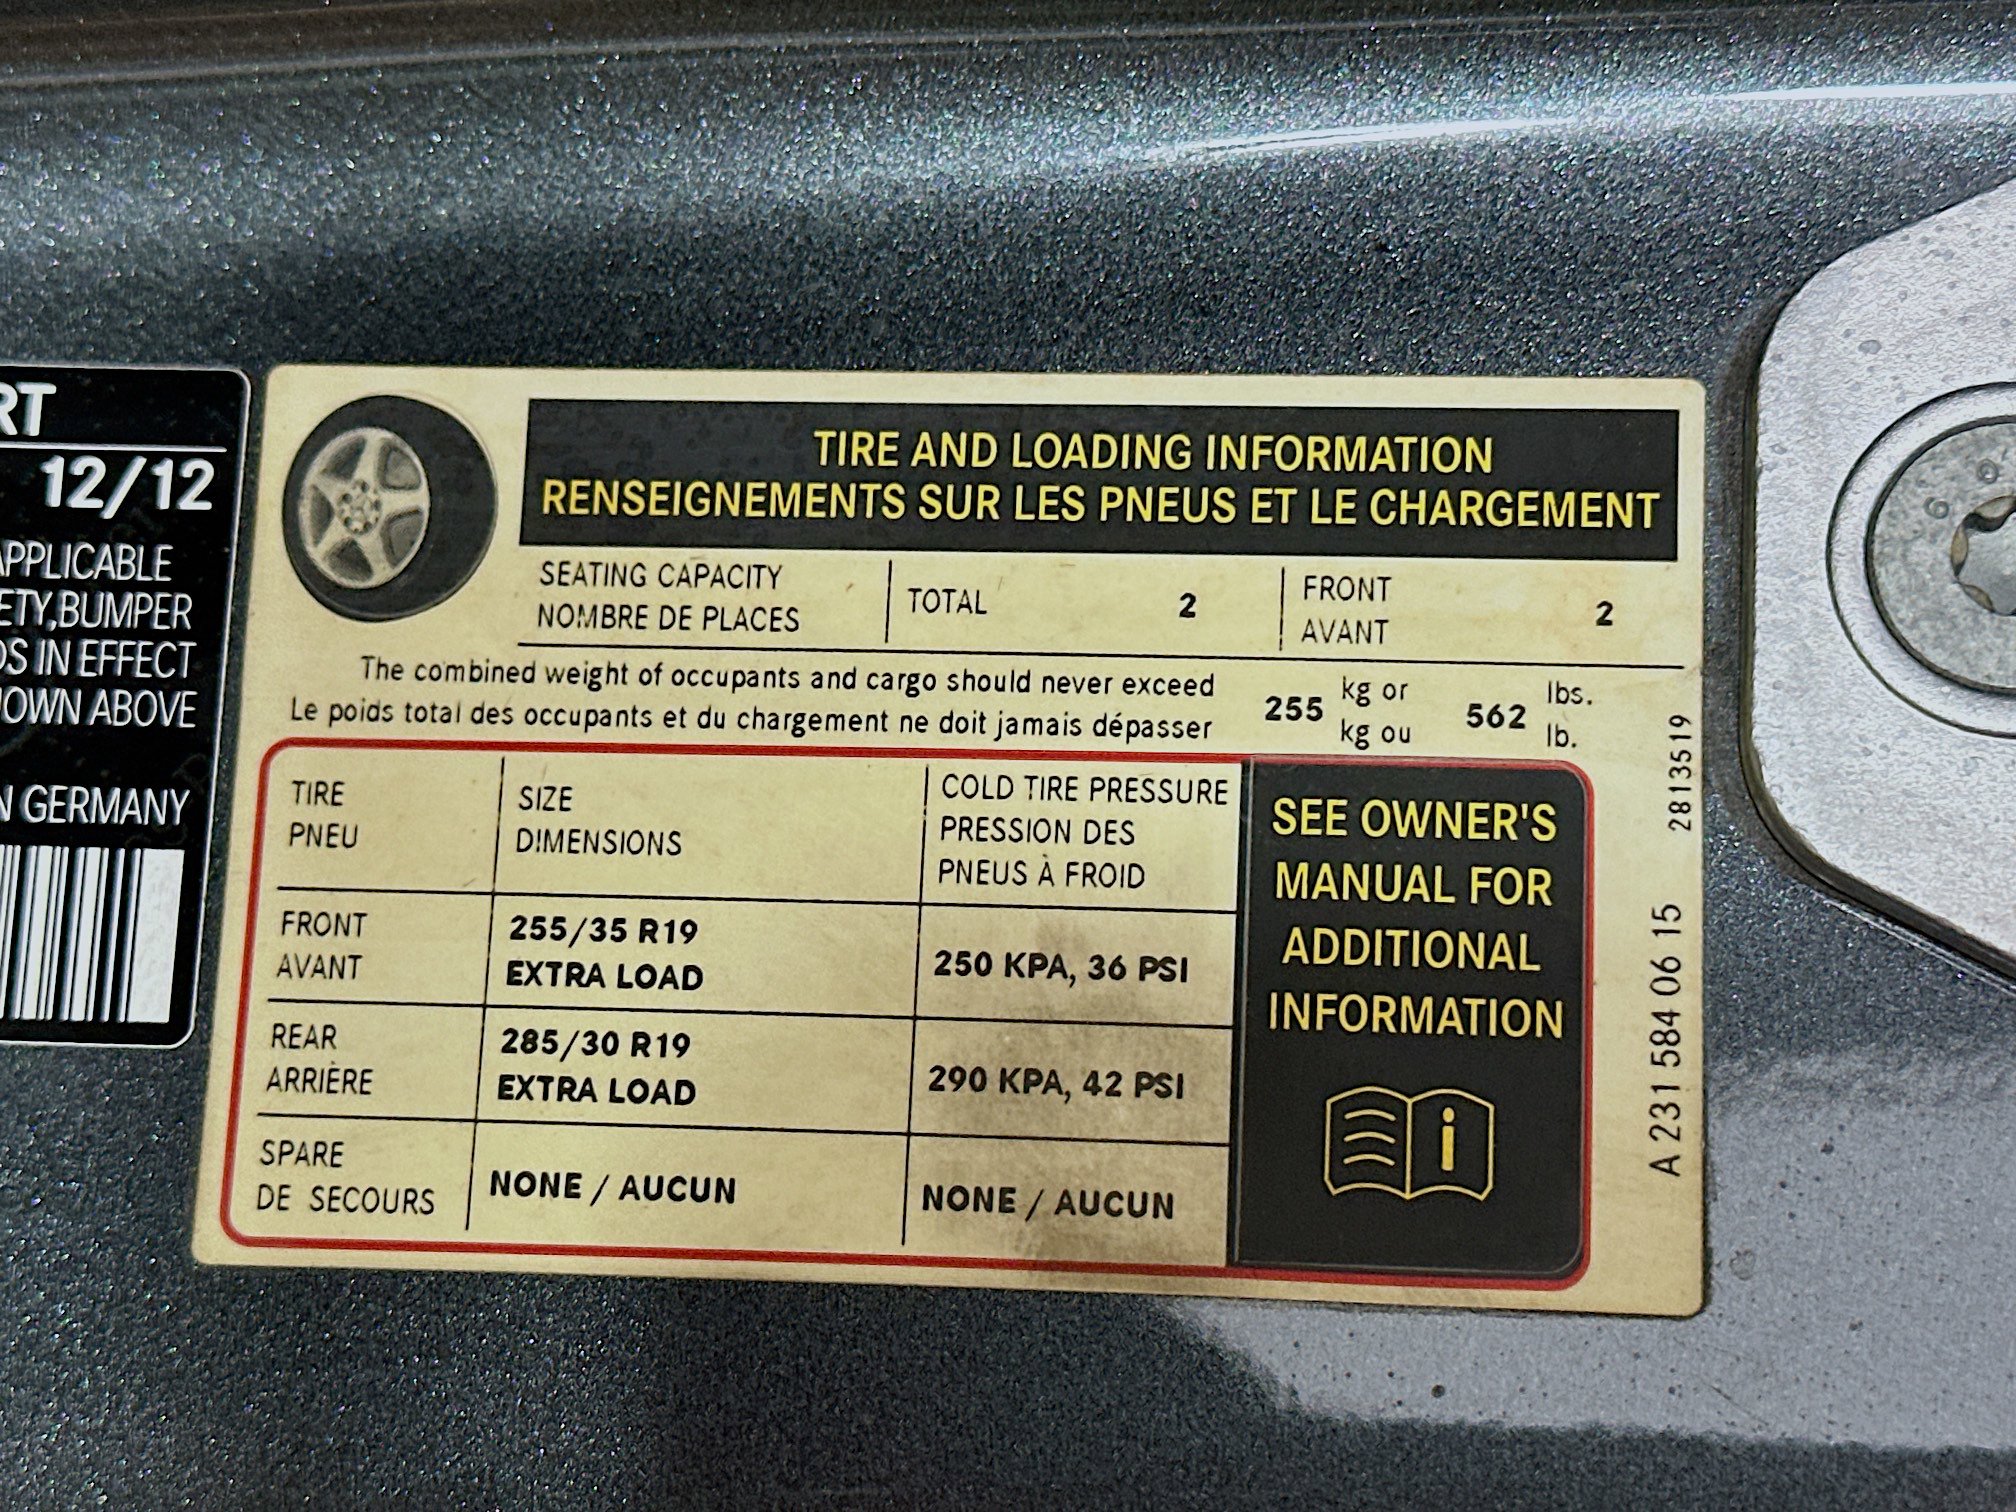 RT
12/12
APPLICABLE
ETY,BUMPER
DS IN EFFECT
OWN ABOVE
N GERMANY
TIRE AND LOADING INFORMATION
RENSEIGNEMENTS SUR LES PNEUS ET LE CHARGEMENT
SEATING CAPACITY
NOMBRE DE PLACES
TOTAL 2
FRONT
AVANT
2
The combined weight of occupants and cargo should never exceed
Le poids total des occupants et du chargement ne doit jamais dépasser
255
kg or
kg ou
562
lbs.
lb.
TIRE
PNEU
SIZE
DIMENSIONS
COLD TIRE PRESSURE
PRESSION DES
PNEUS À FROID
FRONT
AVANT
255/35 R19
EXTRA LOAD
250 KPA, 36 PSI
REAR
ARRIÈRE
285/30 R19
EXTRA LOAD
290 KPA, 42 PSI
SPARE
DE SECOURS
NONE / AUCUN
NONE / AUCUN
SEE OWNER'S
MANUAL FOR
ADDITIONAL
INFORMATION
i
A 231 584 06 15
2813519